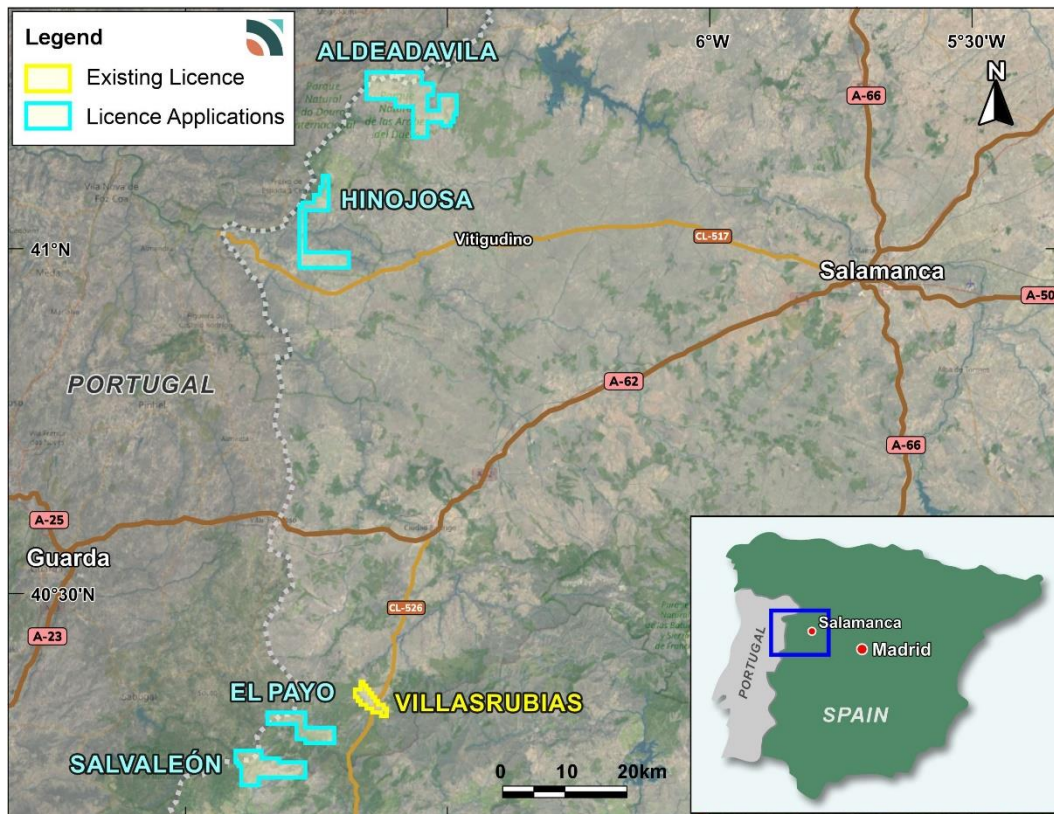 Legend
Existing Licence
Licence Applications
ALDEADAVILA
6°W
5°30'W
N
A-66
HINOJOSA
41°N
Vitigudino
CL-517
Salamanca
A-50
PORTUGAL
A-62
A-66
A-25
Guarda
40°30'N
CL-526
A-23
EL PAYO
VILLASRUBIAS
SALVALEÓN
0 10 20km
Salamanca
Madrid
PORTUGAL
SPAIN